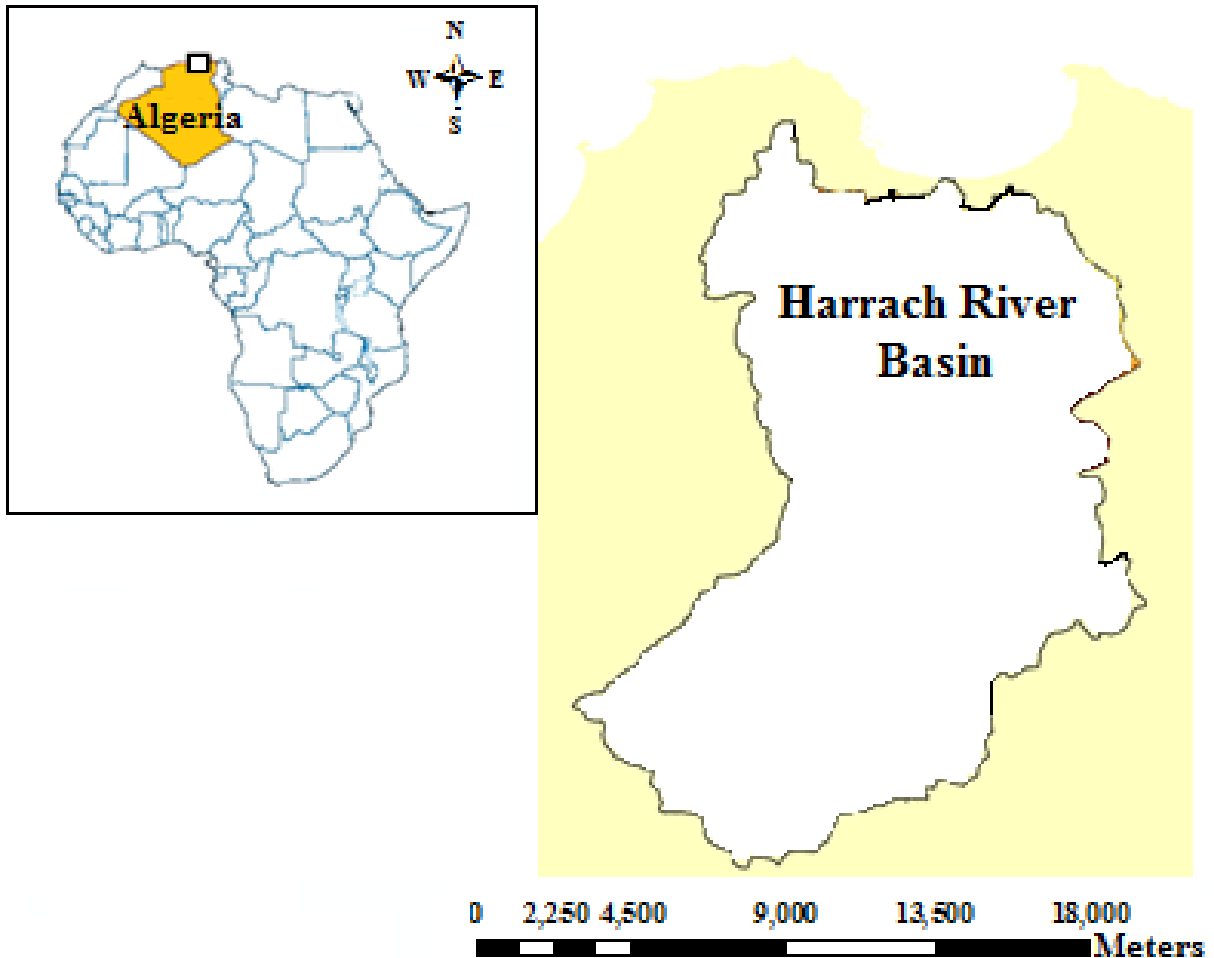 N
W E
S
Algeria
Harrach River
Basin
0 2,250 4,500 9,000 13,500 18,000
Meters